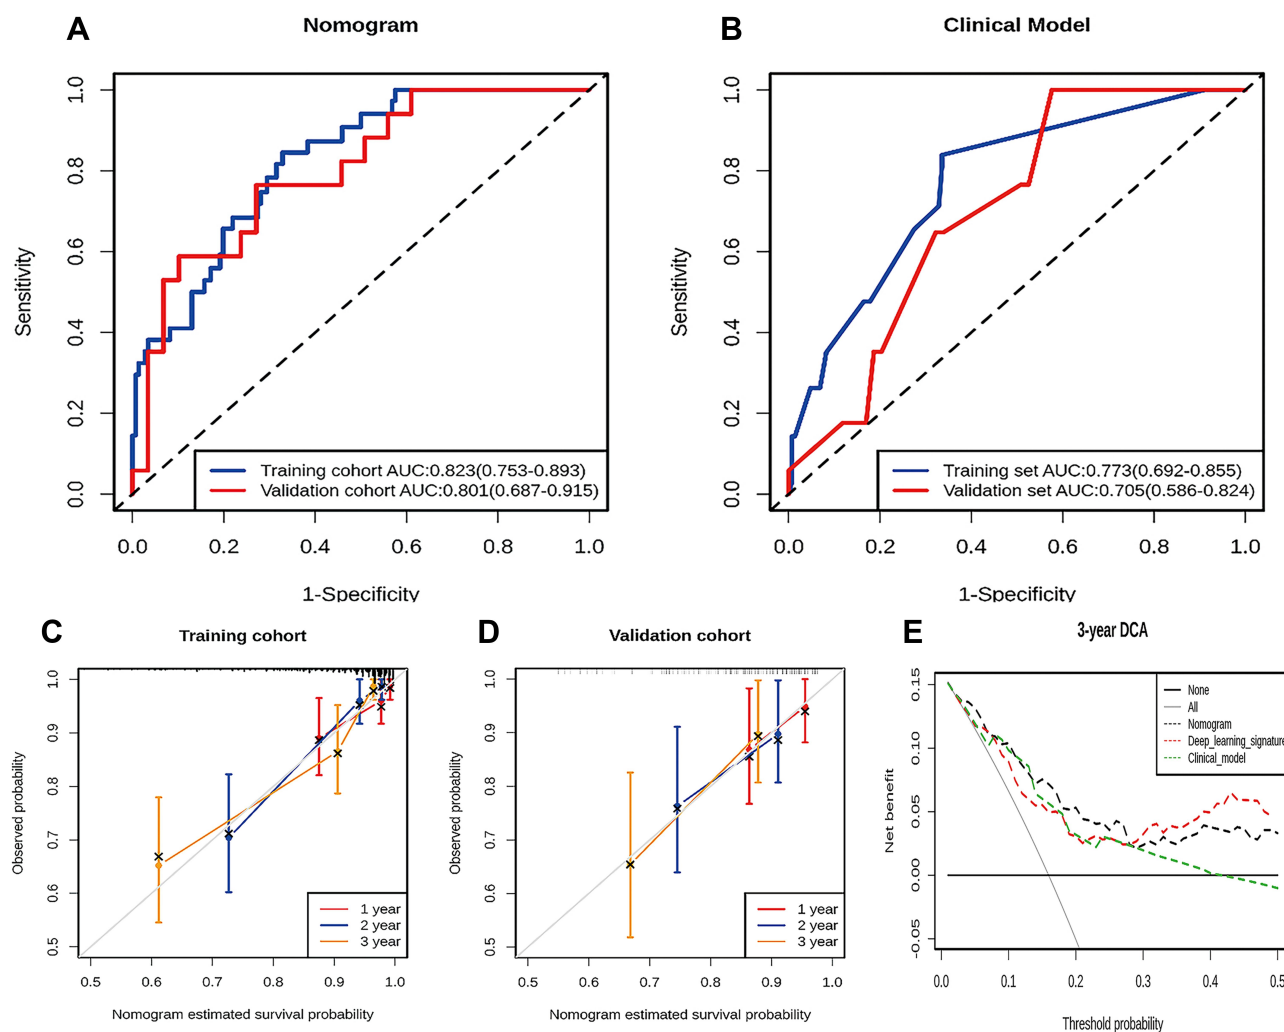 A
Nomogram
Sensitivity
0.0 0.2 0.4 0.6 0.8 1.0
Training cohort AUC:0.823(0.753-0.893)
Validation cohort AUC:0.801(0.687-0.915)
0.0 0.2 0.4 0.6 0.8 1.0
1-Specificity
B
Clinical Model
Sensitivity
0.0 0.2 0.4 0.6 0.8 1.0
Training set AUC:0.773(0.692-0.855)
Validation set AUC:0.705(0.586-0.824)
0.0 0.2 0.4 0.6 0.8 1.0
1-Specificity
C
Training cohort
Observed probability
0.5 0.6 0.7 0.8 0.9 1.0
1 year
2 year
3 year
0.5 0.6 0.7 0.8 0.9 1.0
Nomogram estimated survival probability
D
Validation cohort
Observed probability
0.5 0.6 0.7 0.8 0.9 1.0
1 year
2 year
3 year
0.5 0.6 0.7 0.8 0.9 1.0
Nomogram estimated survival probability
E
3-year DCA
Net benefit
-0.05 0.00 0.05 0.10 0.15
None
All
Nomogram
Deep_learning_signature
Clinical_model
0.0 0.1 0.2 0.3 0.4 0.5
Threshold probability